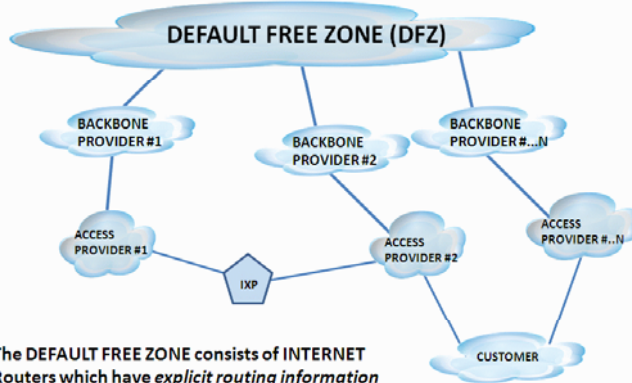 DEFAULT FREE ZONE (DFZ)
BACKBONE
PROVIDER #1
BACKBONE
PROVIDER #2
BACKBONE
PROVIDER #...N
ACCESS
PROVIDER #1
ACCESS
PROVIDER #2
ACCESS
PROVIDER #..N
IXP
CUSTOMER
The DEFAULT FREE ZONE consists of INTERNET
Routers which have explicit routing information